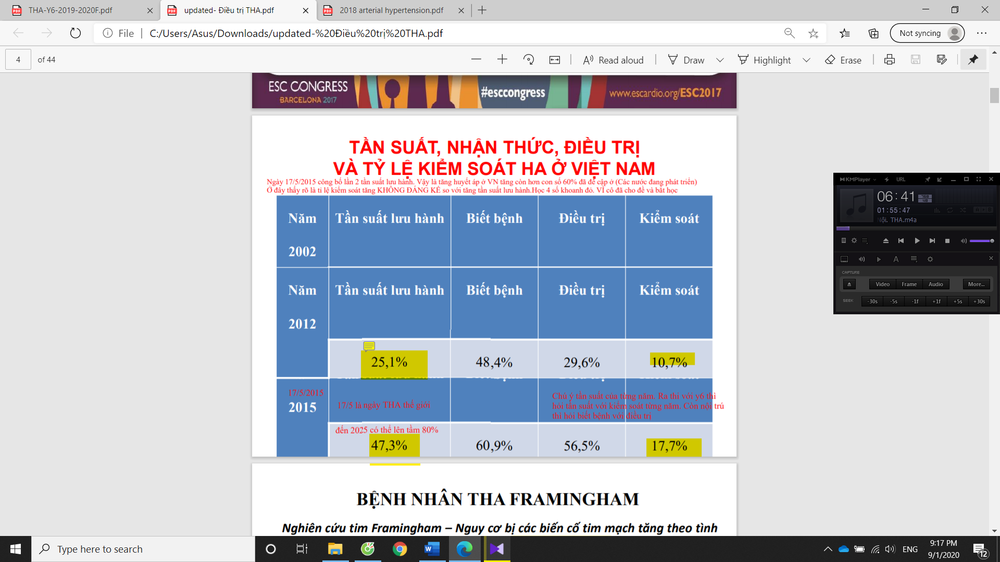 THA-Y6-2019-2020F.pdf
updated- Điều trị THA.pdf
2018 arterial hypertension.pdf
File
C:/Users/Asus/Downloads/updated-%20Điều%20trị%20THA.pdf
Not syncing
4 of 44
Read aloud
Draw
Highlight
Erase
ESC CONGRESS
BARCELONA 2017
#esccongress
www.escardio.org/ESC2017
TẦN SUẤT, NHẬN THỨC, ĐIỀU TRỊ
VÀ TỶ LỆ KIỂM SOÁT HA Ở VIỆT NAM
Ngày 17/5/2015 công bố lần 2 tần suất lưu hành. Vậy là tăng huyết áp ở VN tăng còn hơn con số 60% đã đề cập ở (Các nước đang phát triển)
Ở đây thấy rõ là tỉ lệ kiểm soát tăng KHÔNG ĐÁNG KỂ so với tăng tần suất lưu hành.Học 4 số khoanh đó. VÌ cô đã cho đề và bắt học
Năm Tần suất lưu hành Biết bệnh Điều trị Kiểm soát
2002
Năm Tần suất lưu hành Biết bệnh Điều trị Kiểm soát
2012
25,1% 48,4% 29,6% 10,7%
17/5/2015
2015
17/5 là ngày THA thế giới
Chú ý tần suất của từng năm. Ra thi với y6 thì
hỏi tần suất với kiểm soát từng năm. Còn nội trú
thì hỏi biết bệnh với điều trị
đến 2025 có thể lên tầm 80%
47,3% 60,9% 56,5% 17,7%
BỆNH NHÂN THA FRAMINGHAM
Nghiên cứu tim Framingham – Nguy cơ bị các biến cố tim mạch tăng theo tình
KMPlayer
URL
06:41
01:55:47
Nội. THA.m4a
CAPTURE
Video Frame Audio More...
SEEK
-30s -5s -1f +1f +5s +30s
Type here to search
ENG
9:17 PM
9/1/2020
12